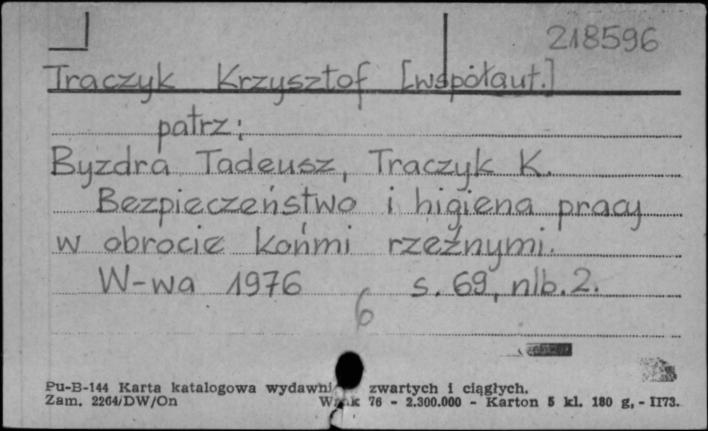 218596
Traczyk Krzysztof [współaut.]
patrz:
Byzdra Tadeusz, Traczyk K.
Bezpieczeństwo i higiena pracy
w obrocie końmi rzeźnymi.
W-wa 1976 s. 69, nlb. 2.
6
Pu-B-144 Karta katalogowa zwartych i ciągłych.
Zam. 2264/DW/On 76 - 2.300.000 - Karton 5 kl. 180 g, - II73.